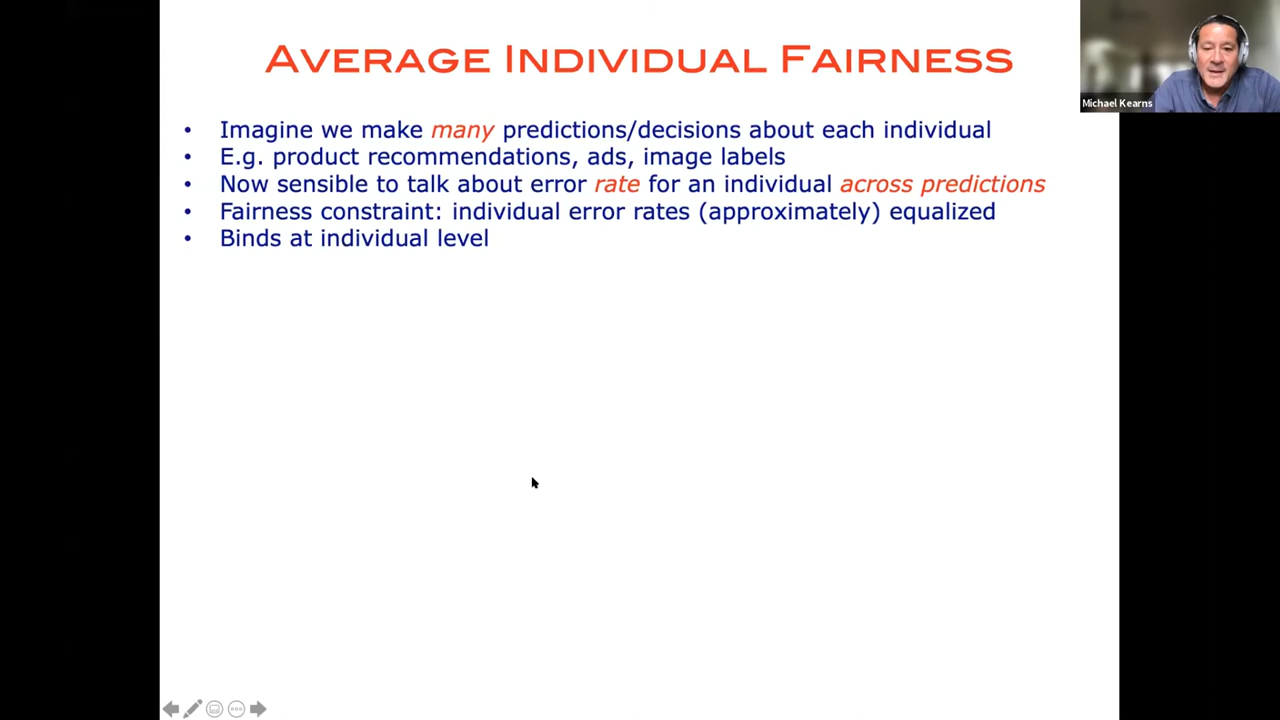 AVERAGE INDIVIDUAL FAIRNESS
Michael Kearns
• Imagine we make many predictions/decisions about each individual
• E.g. product recommendations, ads, image labels
• Now sensible to talk about error rate for an individual across predictions
• Fairness constraint: individual error rates (approximately) equalized
• Binds at individual level